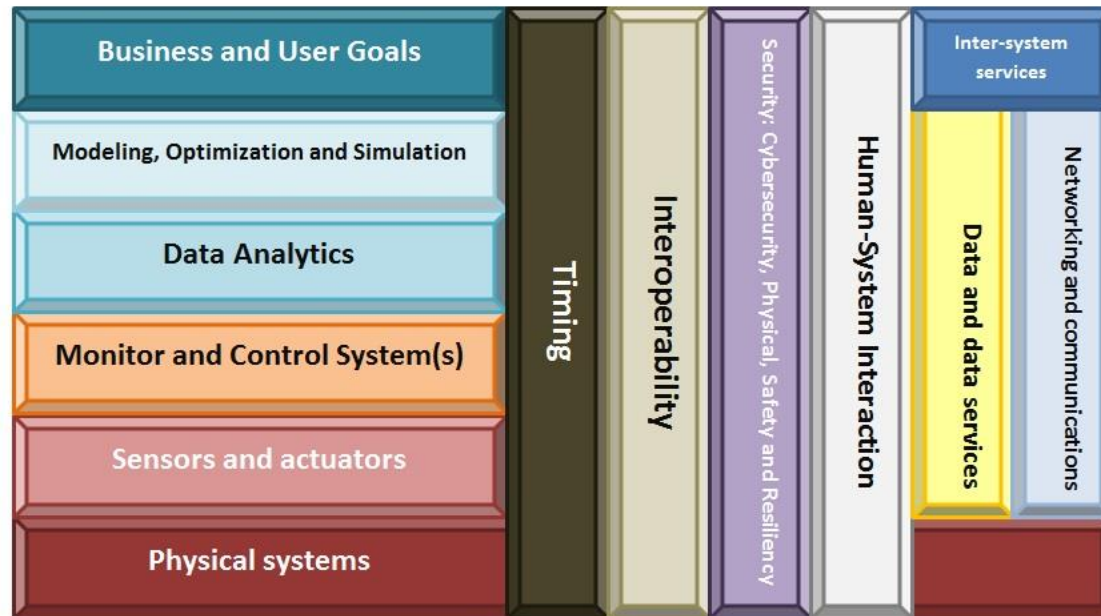 Business and User Goals
Modeling, Optimization and Simulation
Data Analytics
Monitor and Control System(s)
Sensors and actuators
Physical systems
Timing
Interoperability
Security: Cybersecurity, Physical, Safety and Resiliency
Human-System Interaction
Inter-system
services
Data and data services
Networking and communications